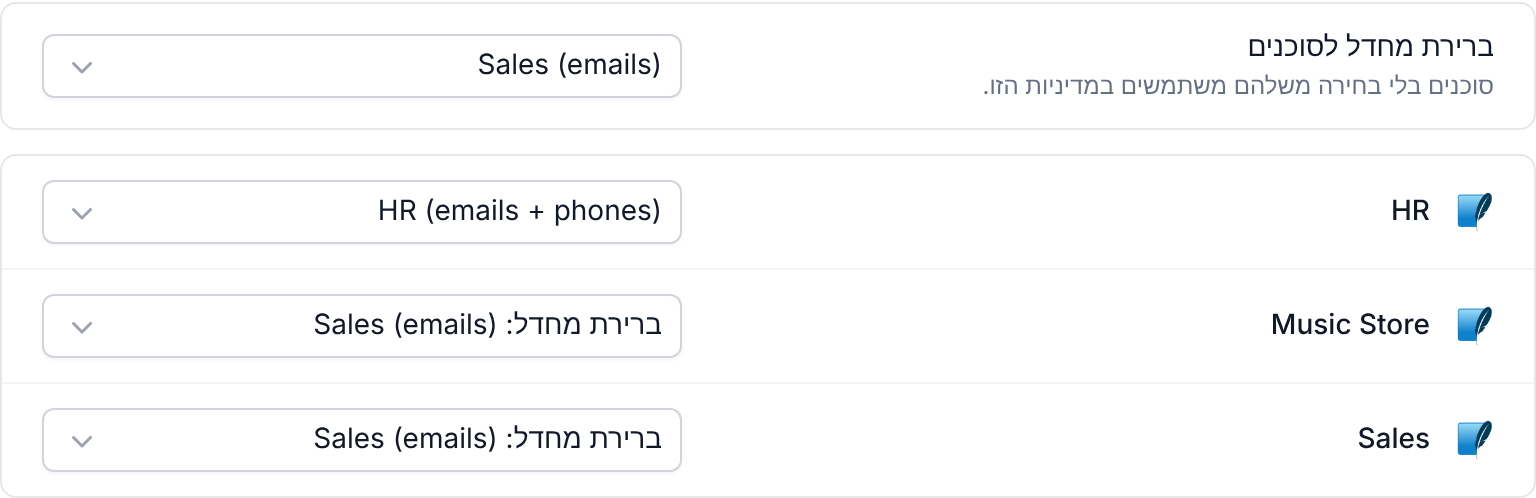 ברירת מחדל לסוכנים
סוכנים בלי בחירה משלהם משתמשים במדיניות הזו.
Sales (emails)
HR
HR (emails + phones)
Music Store
ברירת מחדל: Sales (emails)
Sales
ברירת מחדל: Sales (emails)